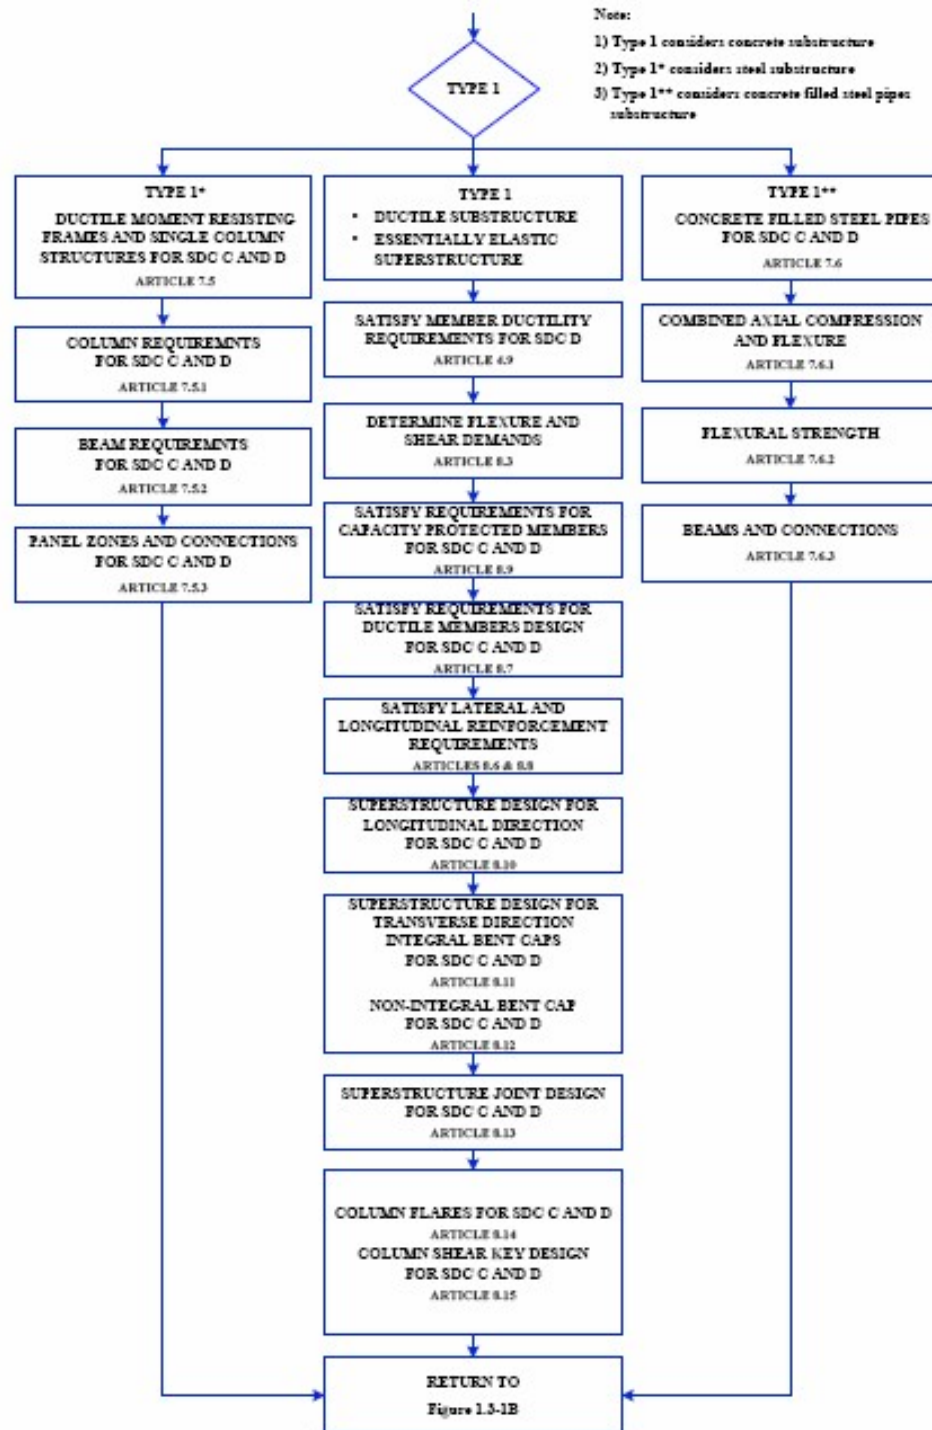 Note:
1) Type 1 considers concrete substructure
2) Type 1* considers steel substructure
3) Type 1** considers concrete filled steel pipes
substructure
TYPE 1
TYPE 1*
DUCTILE MOMENT RESISTING
FRAMES AND SINGLE COLUMN
STRUCTURES FOR SDC C AND D
ARTICLE 7.5
COLUMN REQUIREMNTS
FOR SDC C AND D
ARTICLE 7.5.1
BEAM REQUIREMNTS
FOR SDC C AND D
ARTICLE 7.5.2
PANEL ZONES AND CONNECTIONS
FOR SDC C AND D
ARTICLE 7.5.3
TYPE 1
• DUCTILE SUBSTRUCTURE
• ESSENTIALLY ELASTIC
SUPERSTRUCTURE
SATISFY MEMBER DUCTILITY
REQUIREMENTS FOR SDC D
ARTICLE 4.9
DETERMINE FLEXURE AND
SHEAR DEMANDS
ARTICLE 8.3
SATISFY REQUIREMENTS FOR
CAPACITY PROTECTED MEMBERS
FOR SDC C AND D
ARTICLE 8.9
SATISFY REQUIREMENTS FOR
DUCTILE MEMBERS DESIGN
FOR SDC C AND D
ARTICLE 8.7
SATISFY LATERAL AND
LONGITUDINAL REINFORCEMENT
REQUIREMENTS
ARTICLES 8.6 & 8.8
SUPERSTRUCTURE DESIGN FOR
LONGITUDINAL DIRECTION
FOR SDC C AND D
ARTICLE 8.10
SUPERSTRUCTURE DESIGN FOR
TRANSVERSE DIRECTION
INTEGRAL BENT CAPS
FOR SDC C AND D
ARTICLE 8.11
NON-INTEGRAL BENT CAP
FOR SDC C AND D
ARTICLE 8.12
SUPERSTRUCTURE JOINT DESIGN
FOR SDC C AND D
ARTICLE 8.13
COLUMN FLARES FOR SDC C AND D
ARTICLE 8.14
COLUMN SHEAR KEY DESIGN
FOR SDC C AND D
ARTICLE 8.15
TYPE 1**
CONCRETE FILLED STEEL PIPES
FOR SDC C AND D
ARTICLE 7.6
COMBINED AXIAL COMPRESSION
AND FLEXURE
ARTICLE 7.6.1
FLEXURAL STRENGTH
ARTICLE 7.6.2
BEAMS AND CONNECTIONS
ARTICLE 7.6.3
RETURN TO
Figure 1.3-1B